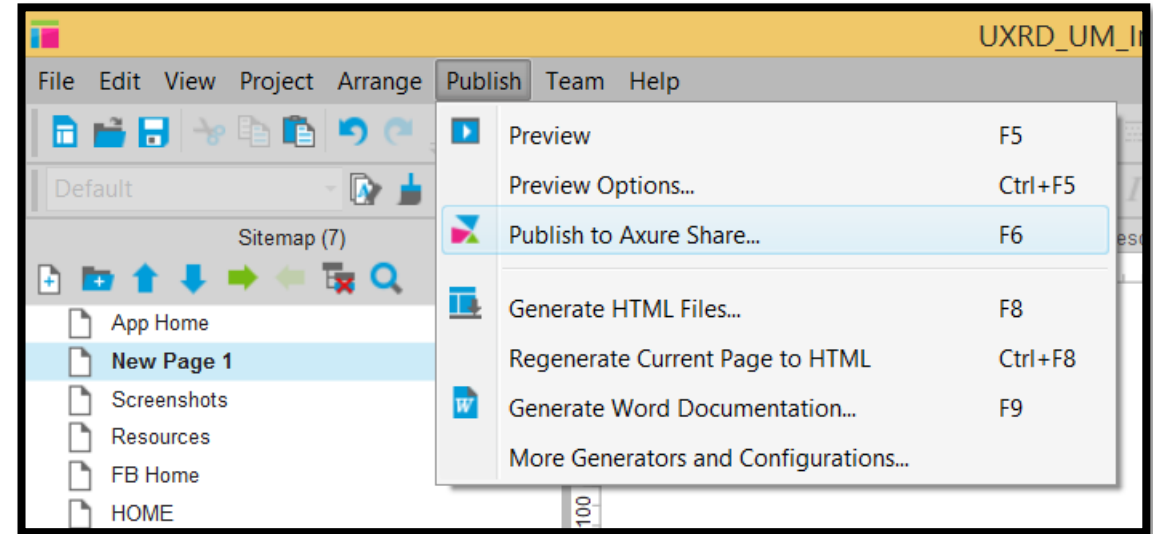 UXRD_UM_I
File Edit View Project Arrange Publish Team Help
Preview F5
Default
Preview Options... Ctrl+F5
Sitemap (7)
Publish to Axure Share... F6
App Home
Generate HTML Files... F8
New Page 1
Regenerate Current Page to HTML Ctrl+F8
Screenshots
Generate Word Documentation... F9
Resources
More Generators and Configurations...
FB Home
HOME
100